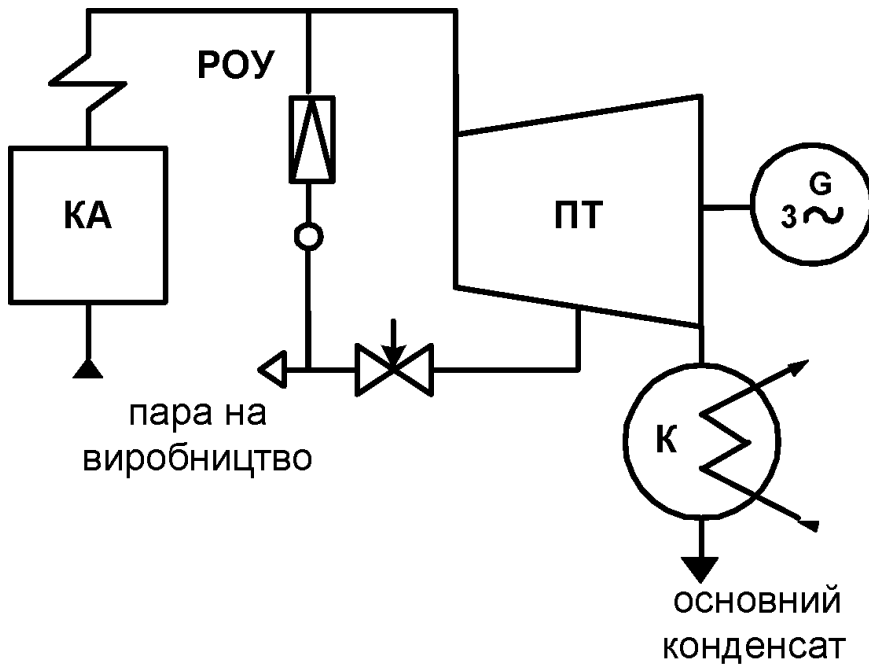 РОУ
КА
ПТ
G
3
К
пара на
виробництво
основний
конденсат